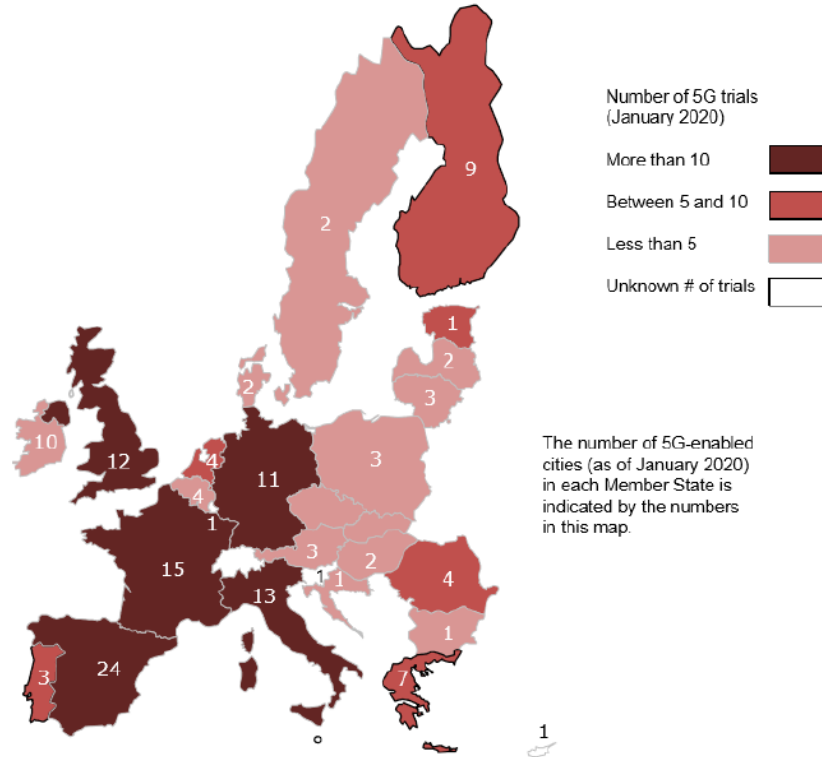 Number of 5G trials
(January 2020)
More than 10
Between 5 and 10
Less than 5
Unknown # of trials
9
2
1
2
3
2
10
12
4
4
11
3
1
15
3
2
1
1
13
4
1
3
24
7
1
The number of 5G-enabled
cities (as of January 2020)
in each Member State is
indicated by the numbers
in this map.